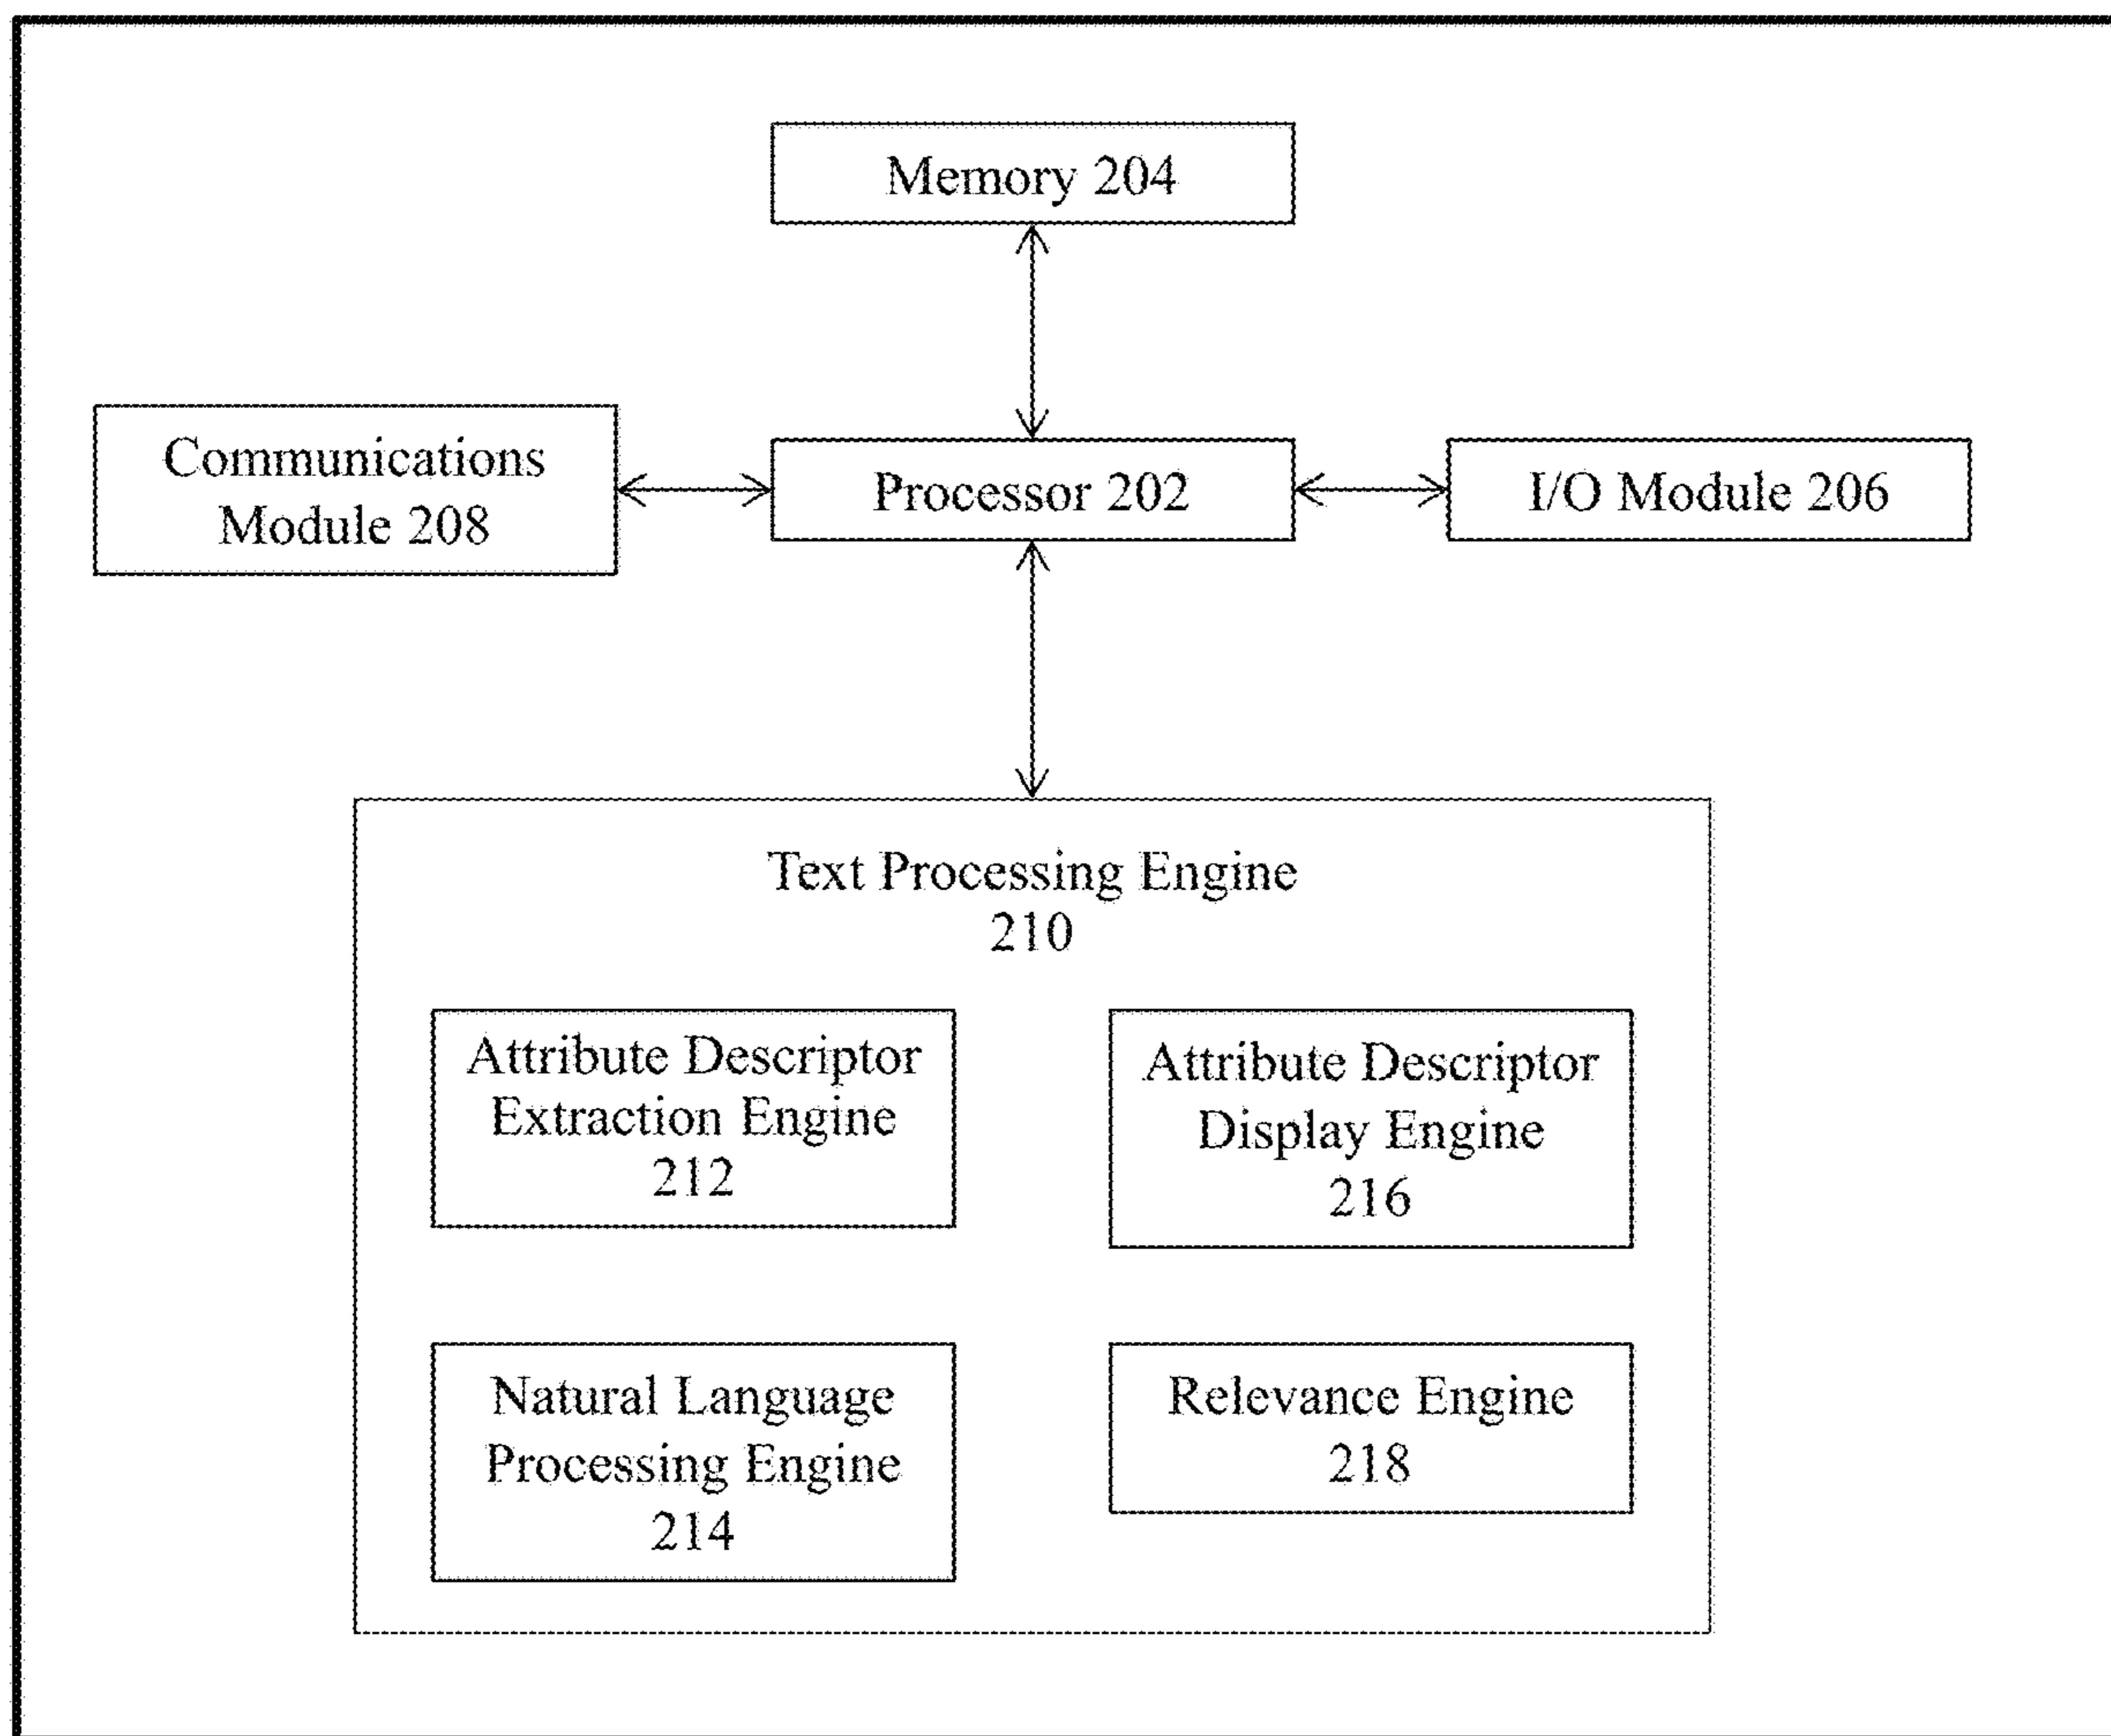 Memory 204
Communications
Module 208
Processor 202
I/O Module 206
Text Processing Engine
210
Attribute Descriptor
Extraction Engine
212
Attribute Descriptor
Display Engine
216
Natural Language
Processing Engine
214
Relevance Engine
218